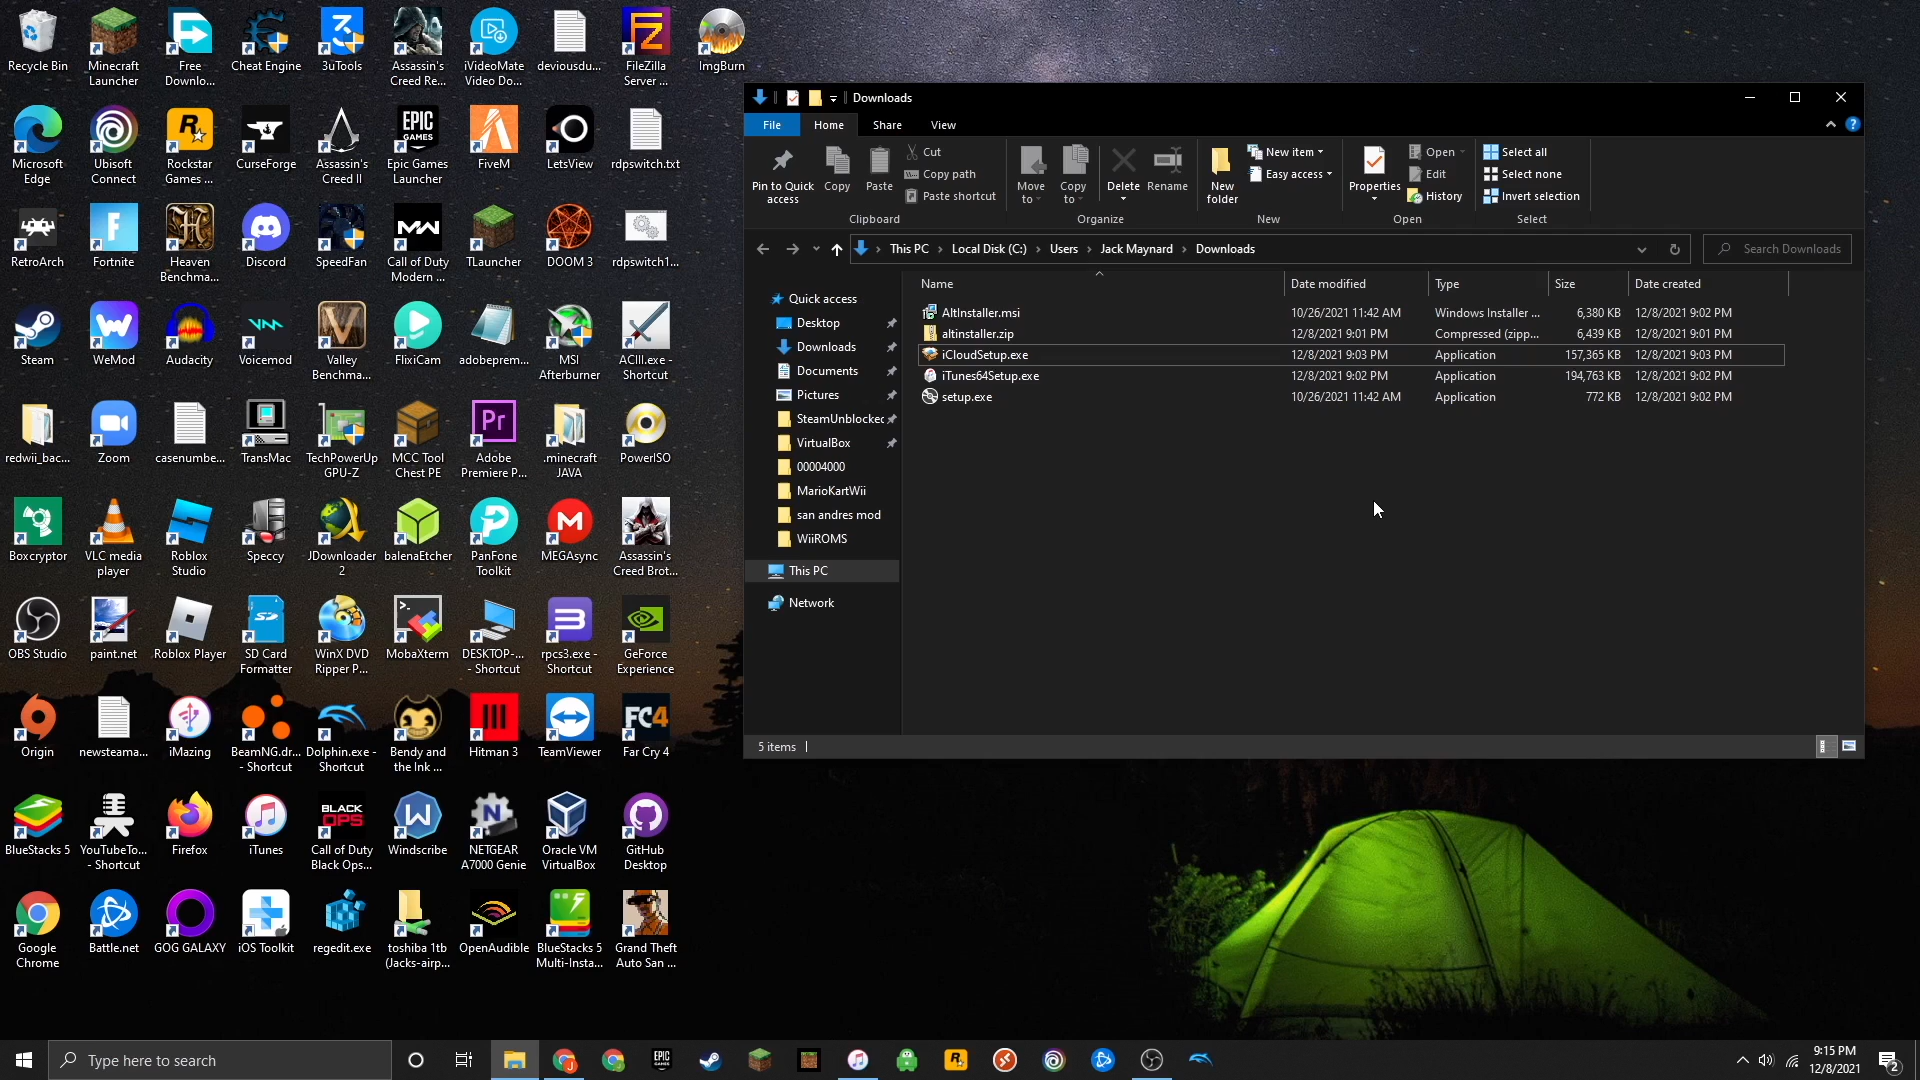 Recycle Bin
Minecraft
Launcher
Free
Downlo...
Cheat Engine
3uTools
Assassin's
Creed Re...
iVideoMate
Video Do...
deviousdu...
FileZilla
Server ...
ImgBurn
Microsoft
Edge
Ubisoft
Connect
Rockstar
Games ...
CurseForge
Assassin's
Creed II
EPIC
GAMES
Epic Games
Launcher
FiveM
LetsView
rdpswitch.txt
RetroArch
Fortnite
Heaven
Benchma...
Discord
SpeedFan
Call of Duty
Modern ...
TLauncher
DOOM 3
rdpswitch1...
Steam
WeMod
Audacity
Voicemod
Valley
Benchma...
FlixiCam
adobeprem...
MSI
Afterburner
ACIII.exe -
Shortcut
redwii_bac...
Zoom
casenumbe...
TransMac
TechPowerUp
GPU-Z
MCC Tool
Chest PE
Pr
Adobe
Premiere P...
.minecraft
JAVA
PowerISO
Boxcryptor
VLC media
player
Roblox
Studio
Speccy
JDownloader
2
balenaEtcher
PanFone
Toolkit
MEGAsync
Assassin's
Creed Brot...
OBS Studio
paint.net
Roblox Player
SD Card
Formatter
WinX DVD
Ripper P...
MobaXterm
DESKTOP-...
- Shortcut
rpcs3.exe -
Shortcut
GeForce
Experience
Origin
newsteama...
iMazing
BeamNG.dr...
- Shortcut
Dolphin.exe -
Shortcut
Bendy and
the Ink ...
Hitman 3
TeamViewer
FC4
Far Cry 4
BlueStacks 5
YouTubeTo...
- Shortcut
Firefox
iTunes
BLACK
OPS
Call of Duty
Black Ops...
Windscribe
NETGEAR
A7000 Genie
Oracle VM
VirtualBox
GitHub
Desktop
Google
Chrome
Battle.net
GOG GALAXY
iOS Toolkit
regedit.exe
toshiba 1tb
(Jacks-airp...
OpenAudible
BlueStacks 5
Multi-Insta...
Grand Theft
Auto San ...
Downloads
File Home Share View
Pin to Quick
access
Copy
Paste
Cut
Copy path
Paste shortcut
Clipboard
Move
to
Copy
to
Delete
Rename
Organize
New
folder
New item
Easy access
New
Properties
Open
Edit
History
Open
Select all
Select none
Invert selection
Select
This PC Local Disk (C:) Users Jack Maynard Downloads
Search Downloads
Quick access
Desktop
Downloads
Documents
Pictures
SteamUnblocked
VirtualBox
00004000
MarioKartWii
san andres mod
WiiROMS
This PC
Network
Name Date modified Type Size Date created
AltInstaller.msi 10/26/2021 11:42 AM Windows Installer ... 6,380 KB 12/8/2021 9:02 PM
altinstaller.zip 12/8/2021 9:01 PM Compressed (zipp... 6,439 KB 12/8/2021 9:01 PM
iCloudSetup.exe 12/8/2021 9:03 PM Application 157,365 KB 12/8/2021 9:03 PM
iTunes64Setup.exe 12/8/2021 9:02 PM Application 194,763 KB 12/8/2021 9:02 PM
setup.exe 10/26/2021 11:42 AM Application 772 KB 12/8/2021 9:02 PM
5 items
Type here to search
9:15 PM
12/8/2021
2